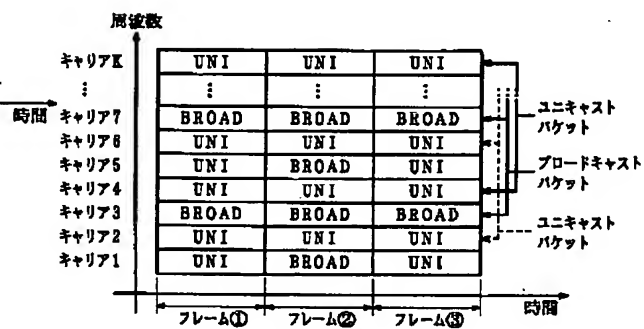 周波数
キャリアK UNI UNI UNI
⋮ ⋮ ⋮ ⋮
キャリア7 BROAD BROAD BROAD
キャリア6 UNI UNI UNI
キャリア5 UNI BROAD UNI
キャリア4 UNI UNI UNI
キャリア3 BROAD BROAD BROAD
キャリア2 UNI UNI UNI
キャリア1 UNI BROAD UNI
時間
ユニキャスト
パケット
ブロードキャスト
パケット
ユニキャスト
パケット
フレーム① フレーム② フレーム③
時間